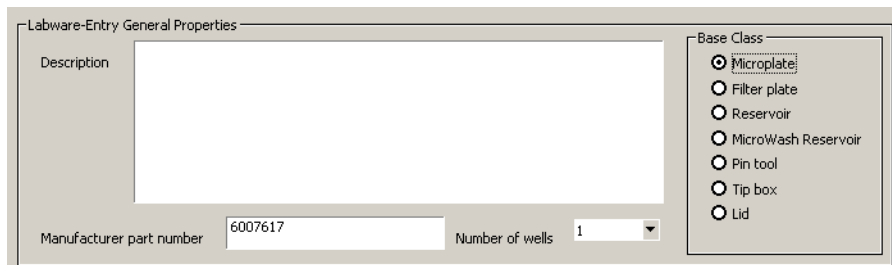 Labware-Entry General Properties
Description
Manufacturer part number 6007617 Number of wells 1
Base Class
Microplate
Filter plate
Reservoir
MicroWash Reservoir
Pin tool
Tip box
Lid